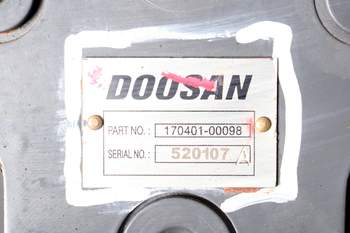 DOOSAN
PART NO. : 170401-00098
SERIAL NO. : 520107 A